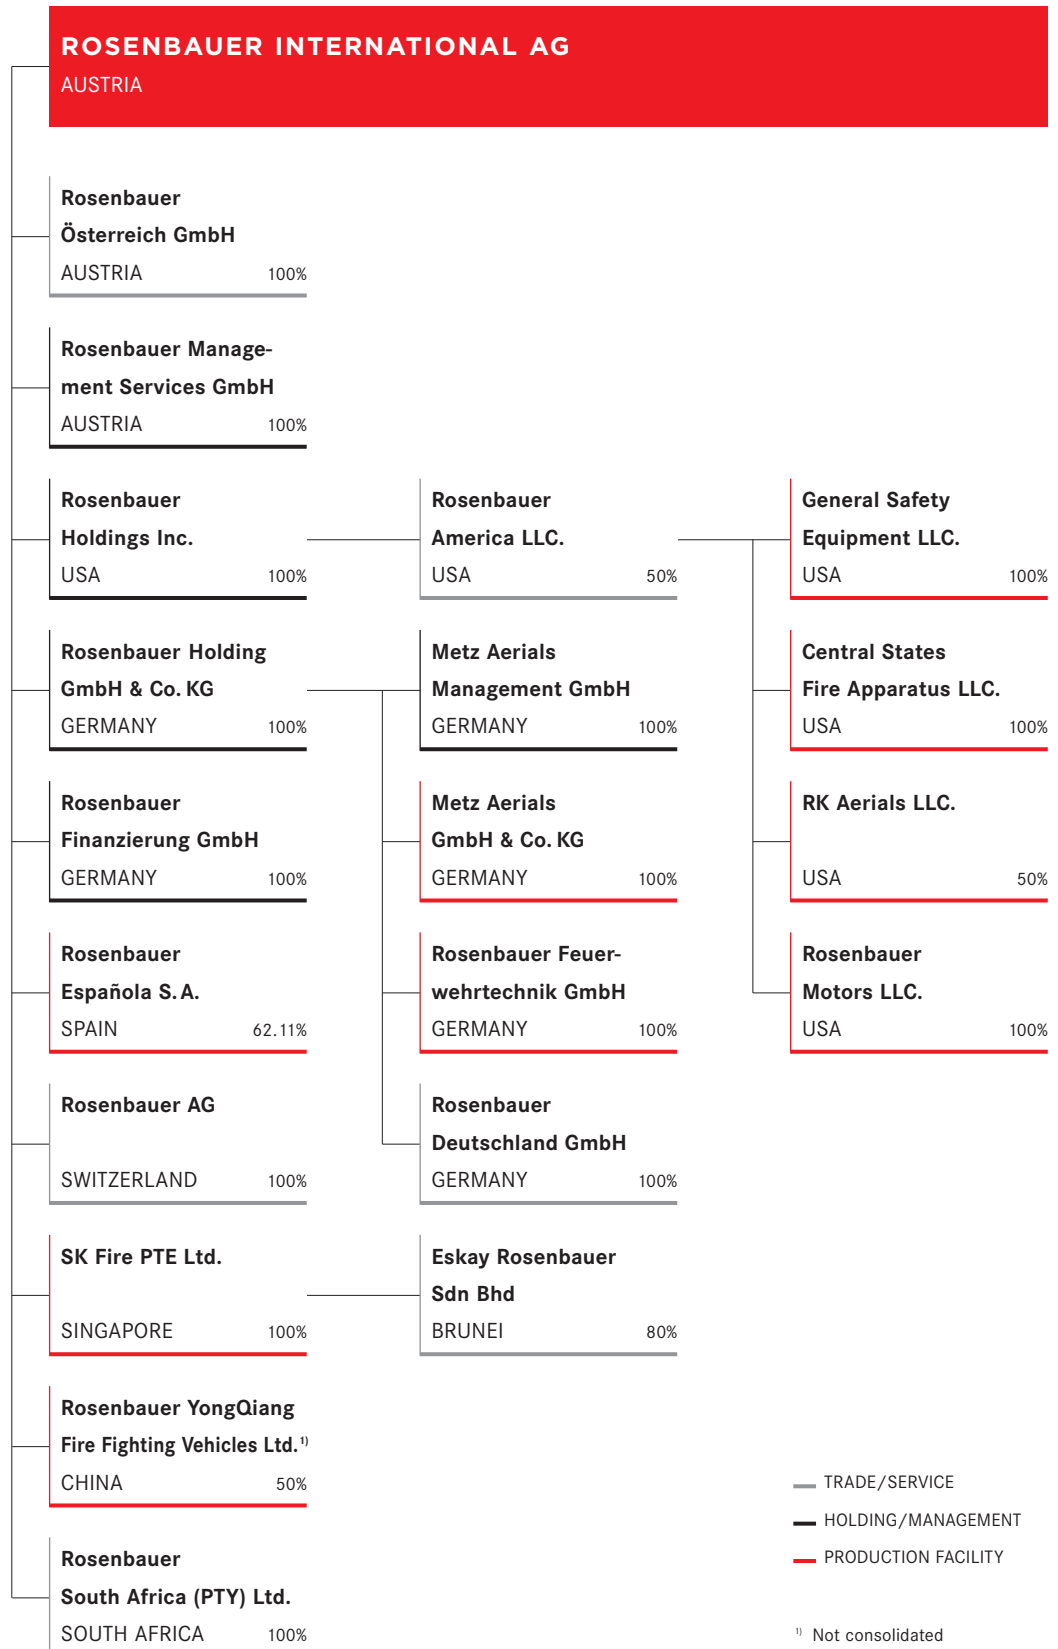 ROSENBAUER INTERNATIONAL AG
AUSTRIA
Rosenbauer
Österreich GmbH
AUSTRIA 100%
Rosenbauer Manage-
ment Services GmbH
AUSTRIA 100%
Rosenbauer
Holdings Inc.
USA 100%
Rosenbauer
America LLC.
USA 50%
General Safety
Equipment LLC.
USA 100%
Rosenbauer Holding
GmbH & Co. KG
GERMANY 100%
Metz Aerials
Management GmbH
GERMANY 100%
Central States
Fire Apparatus LLC.
USA 100%
Rosenbauer
Finanzierung GmbH
GERMANY 100%
Metz Aerials
GmbH & Co. KG
GERMANY 100%
RK Aerials LLC.
USA 50%
Rosenbauer
Española S.A.
SPAIN 62.11%
Rosenbauer Feuer-
wehrtechnik GmbH
GERMANY 100%
Rosenbauer
Motors LLC.
USA 100%
Rosenbauer AG
SWITZERLAND 100%
Rosenbauer
Deutschland GmbH
GERMANY 100%
SK Fire PTE Ltd.
SINGAPORE 100%
Eskay Rosenbauer
Sdn Bhd
BRUNEI 80%
Rosenbauer YongQiang
Fire Fighting Vehicles Ltd.¹⁾
CHINA 50%
Rosenbauer
South Africa (PTY) Ltd.
SOUTH AFRICA 100%
TRADE/SERVICE
HOLDING/MANAGEMENT
PRODUCTION FACILITY
¹⁾ Not consolidated